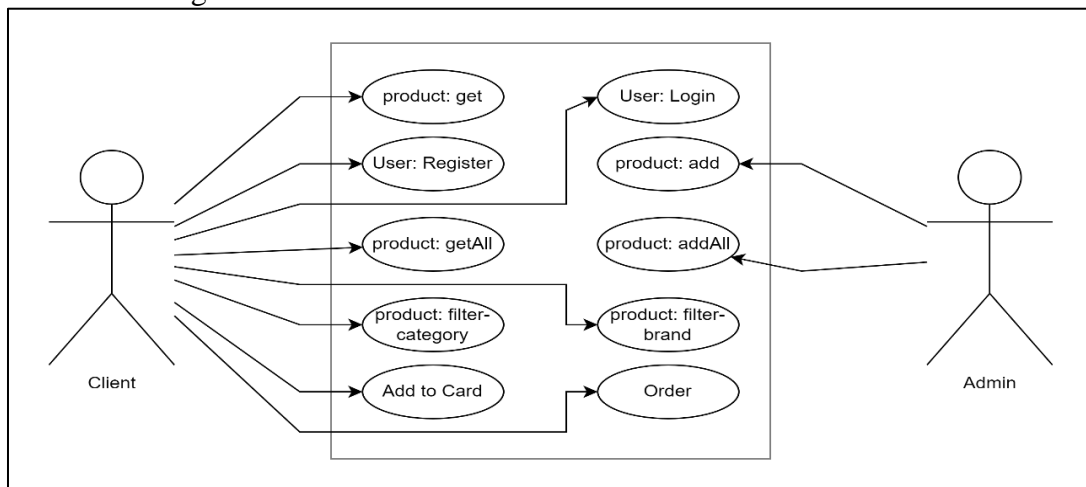 product: get
User: Login
User: Register
product: add
product: getAll
product: addAll
product: filter-
category
product: filter-
brand
Add to Card
Order
Client
Admin